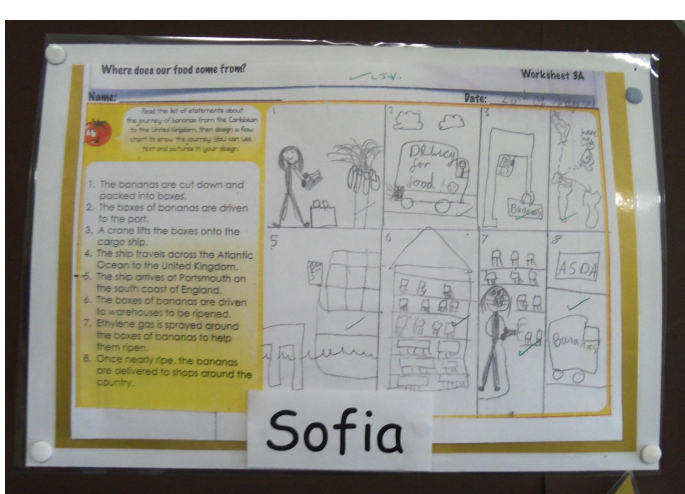 Where does our food come from?
Worksheet 3A
Name:
Date:
Read the list of statements about
the journey of bananas from the Caribbean
to the United Kingdom, then design a flow
chart to show the journey. You can use
text and pictures in your design.
1. The bananas are cut down and
packed into boxes.
2. The boxes of bananas are driven
to the port.
3. A crane lifts the boxes onto the
cargo ship.
4. The ship travels across the Atlantic
Ocean to the United Kingdom.
5. The ship arrives at Portsmouth on
the south coast of England.
6. The boxes of bananas are driven
to warehouses to be ripened.
7. Ethylene gas is sprayed around
the boxes of bananas to help
them ripen.
8. Once nearly ripe, the bananas
are delivered to shops around the
country.
1
2
for
food!
3
Bananas
5
6
7
8
ASDA
Bananas
Sofia